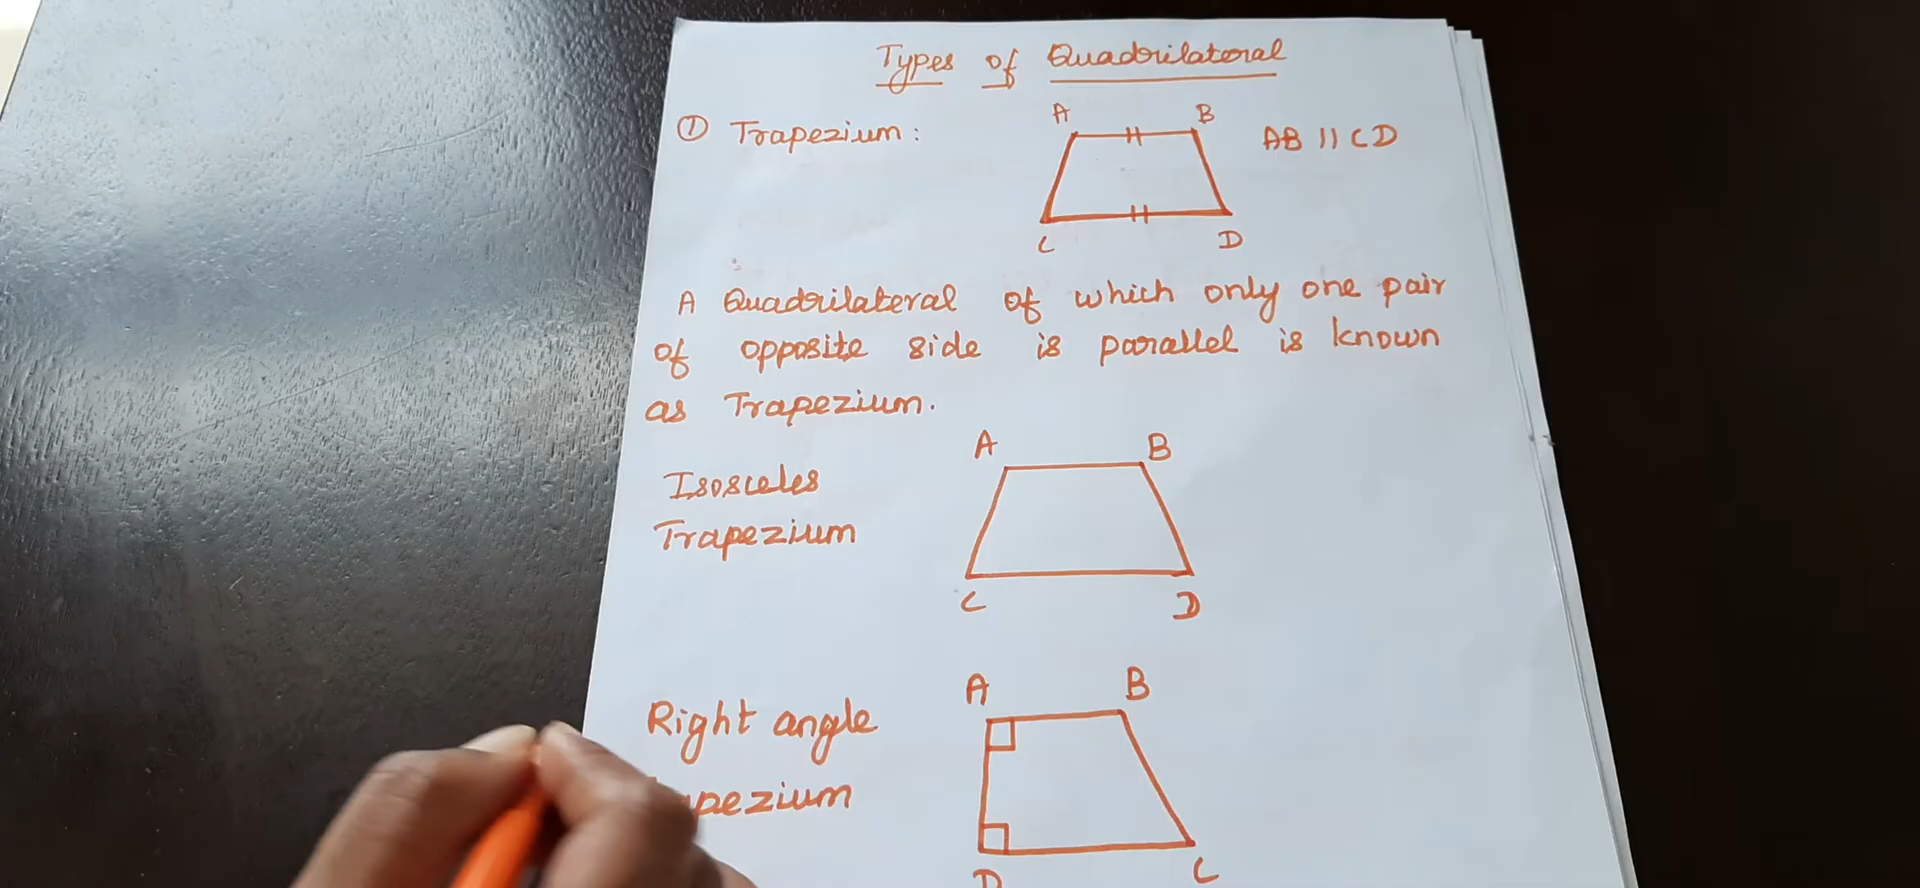 Types of Quadrilateral
① Trapezium:
A B
AB || CD
C D
A Quadrilateral of which only one pair
of opposite side is parallel is known
as Trapezium.
A B
Isosceles
Trapezium
C D
A B
Right angle
D C